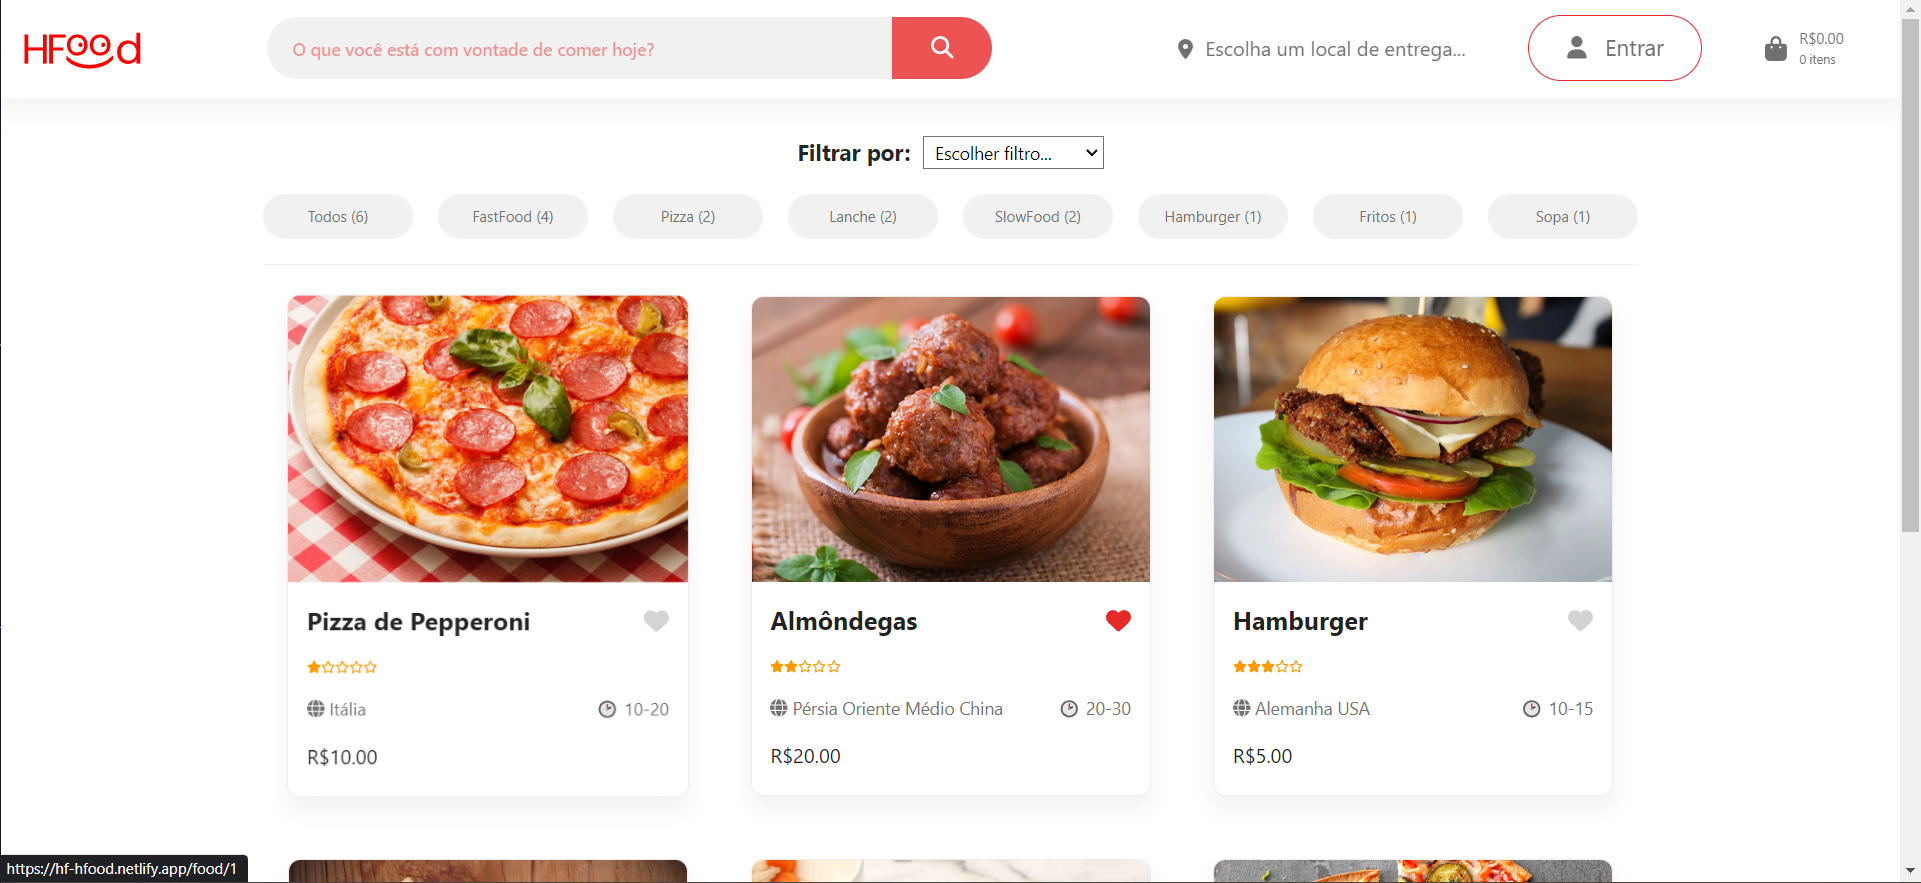 HFood
O que você está com vontade de comer hoje?
Escolha um local de entrega...
Entrar
R$0.00
0 itens
Filtrar por:
Escolher filtro...
Todos (6)
FastFood (4)
Pizza (2)
Lanche (2)
SlowFood (2)
Hamburger (1)
Fritos (1)
Sopa (1)
Pizza de Pepperoni
Itália
10-20
R$10.00
Almôndegas
Pérsia Oriente Médio China
20-30
R$20.00
Hamburger
Alemanha USA
10-15
R$5.00
https://hf-hfood.netlify.app/food/1